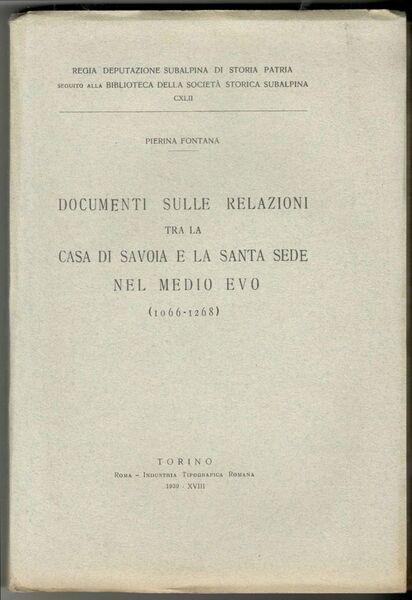 REGIA DEPUTAZIONE SUBALPINA DI STORIA PATRIA
SEGUITO ALLA BIBLIOTECA DELLA SOCIETÀ STORICA SUBALPINA
CXLII
PIERINA FONTANA
DOCUMENTI SULLE RELAZIONI
TRA LA
CASA DI SAVOIA E LA SANTA SEDE
NEL MEDIO EVO
(1066-1268)
TORINO
ROMA - INDUSTRIA TIPOGRAFICA ROMANA
1939 - XVIII